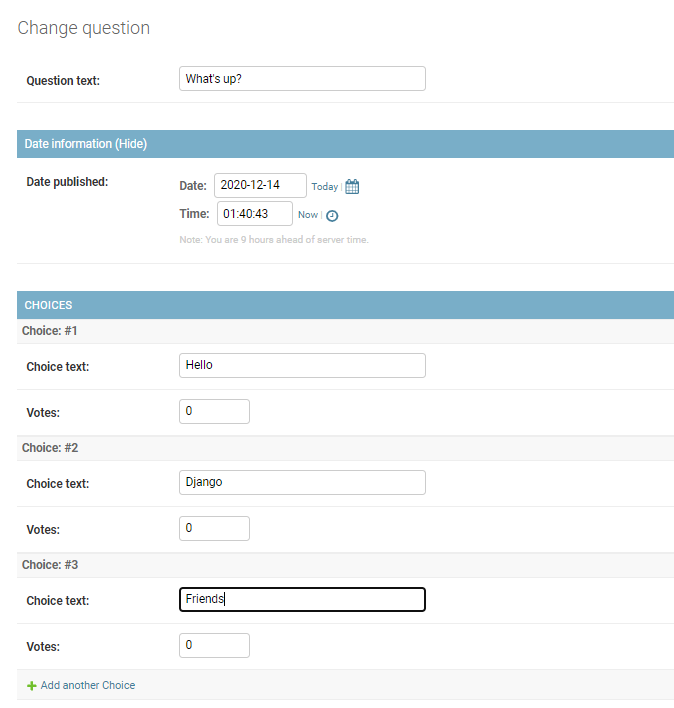 Change question
Question text: What's up?
Date information (Hide)
Date published: Date: 2020-12-14 Today |
Time: 01:40:43 Now |
Note: You are 9 hours ahead of server time.
CHOICES
Choice: #1
Choice text: Hello
Votes: 0
Choice: #2
Choice text: Django
Votes: 0
Choice: #3
Choice text: Friends
Votes: 0
Add another Choice